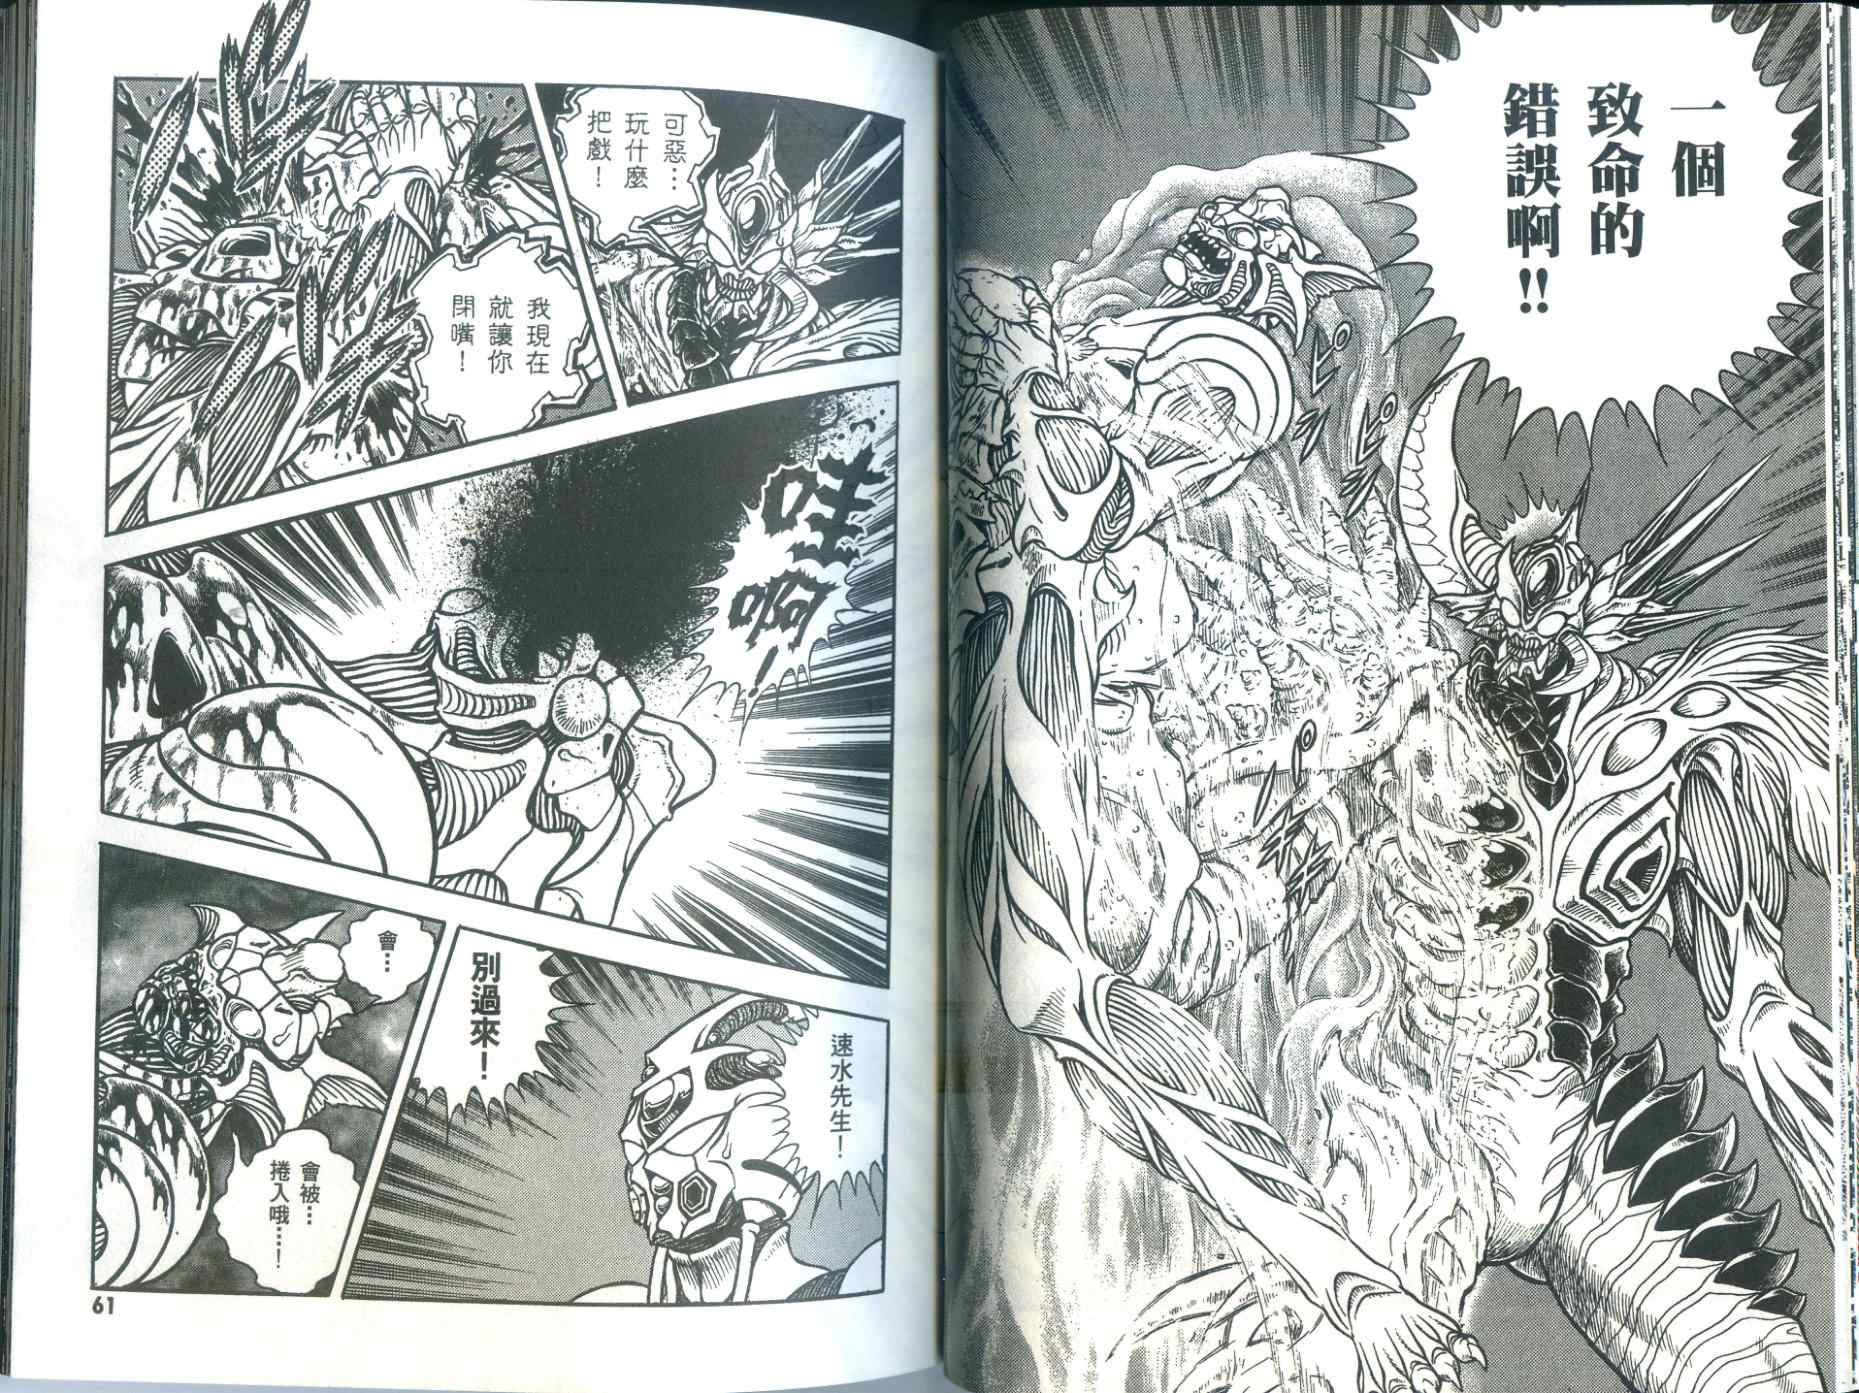 一個
致命的
錯誤啊!!
可惡…
玩什麼
把戲！
我現在
就讓你
閉嘴！
哇
啊！
速水先生！
別過來！
會…
會被…
捲入哦…！
61